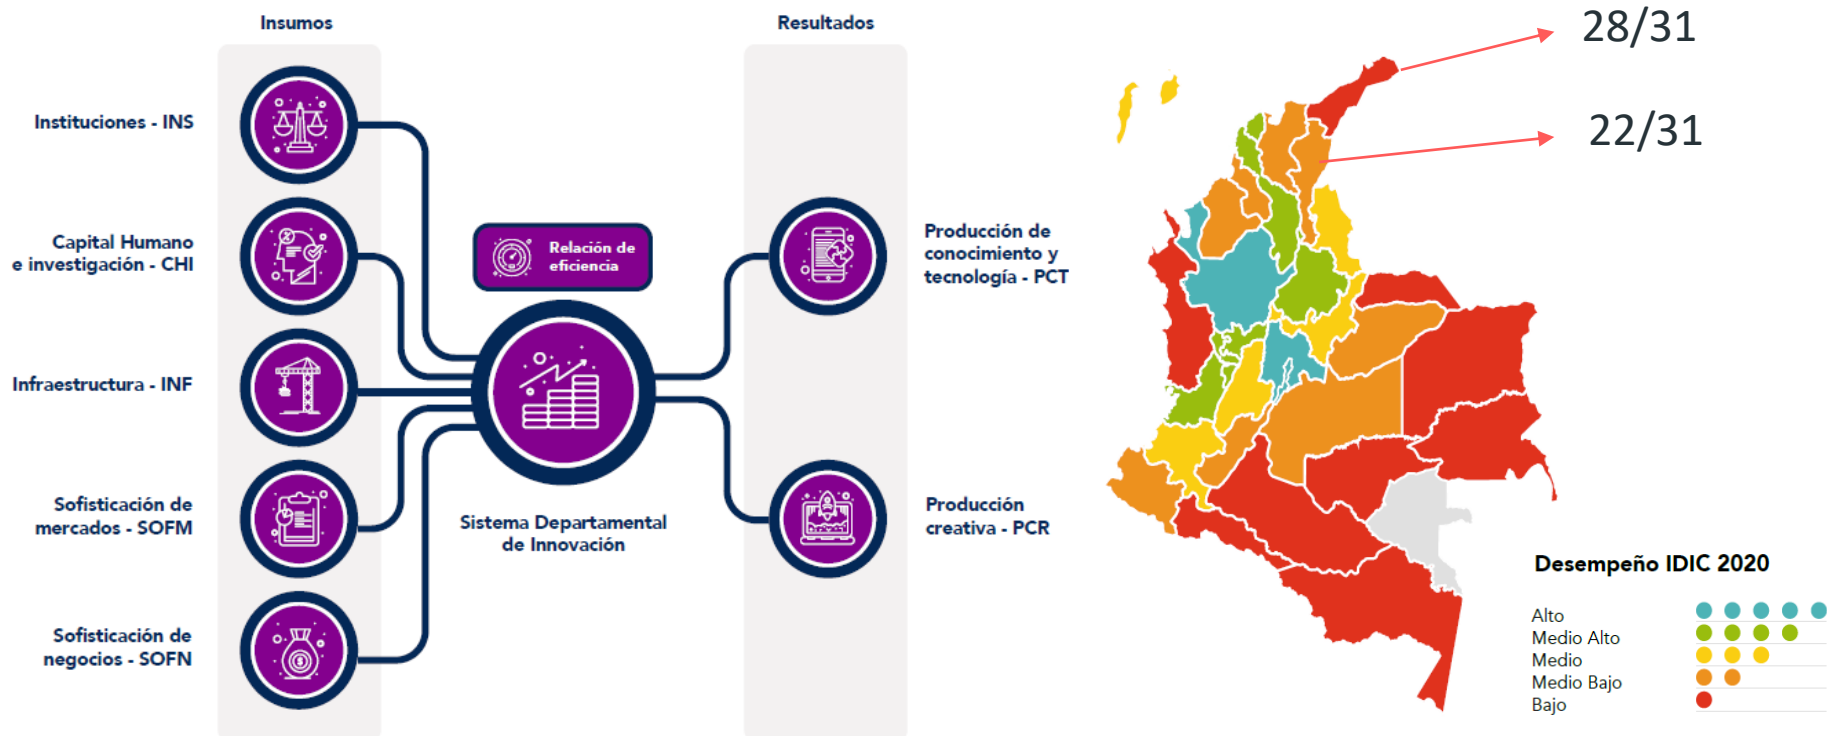 Insumos
Instituciones - INS
Capital Humano
e investigación - CHI
Infraestructura - INF
Sofisticación de
mercados - SOFM
Sofisticación de
negocios - SOFN
Relación de
eficiencia
Sistema Departamental
de Innovación
Resultados
Producción de
conocimiento y
tecnología - PCT
Producción
creativa - PCR
28/31
22/31
Desempeño IDIC 2020
Alto
Medio Alto
Medio
Medio Bajo
Bajo